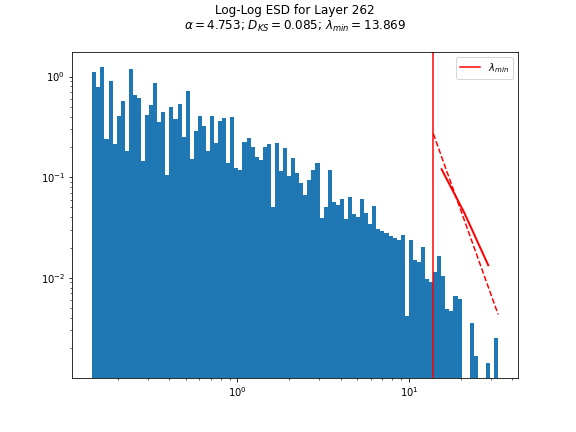 Log-Log ESD for Layer 262
α = 4.753; D_KS = 0.085; λ_min = 13.869
λ_min
10⁰
10⁻¹
10⁻²
10⁰
10¹